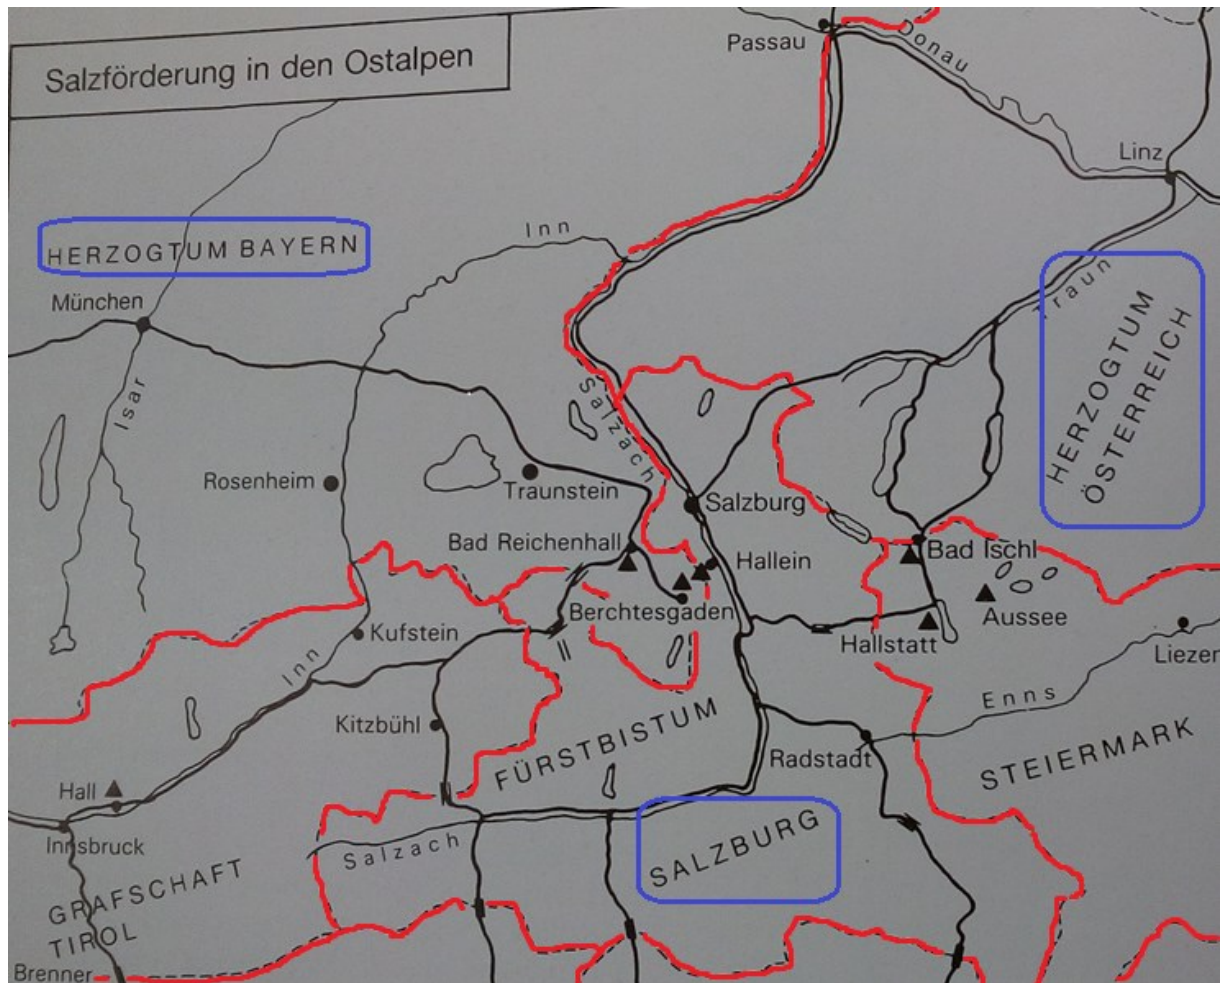 Salzförderung in den Ostalpen
Passau
Donau
Linz
HERZOGTUM BAYERN
Inn
München
Traun
HERZOGTUM
ÖSTERREICH
Isar
Salzach
Rosenheim
Traunstein
Salzburg
Bad Reichenhall
Hallein
Bad Ischl
Berchtesgaden
Aussee
Kufstein
Hallstatt
Liezen
Inn
Enns
Kitzbühl
FÜRSTBISTUM
Radstadt
STEIERMARK
Hall
Innsbruck
Salzach
SALZBURG
GRAFSCHAFT
TIROL
Brenner